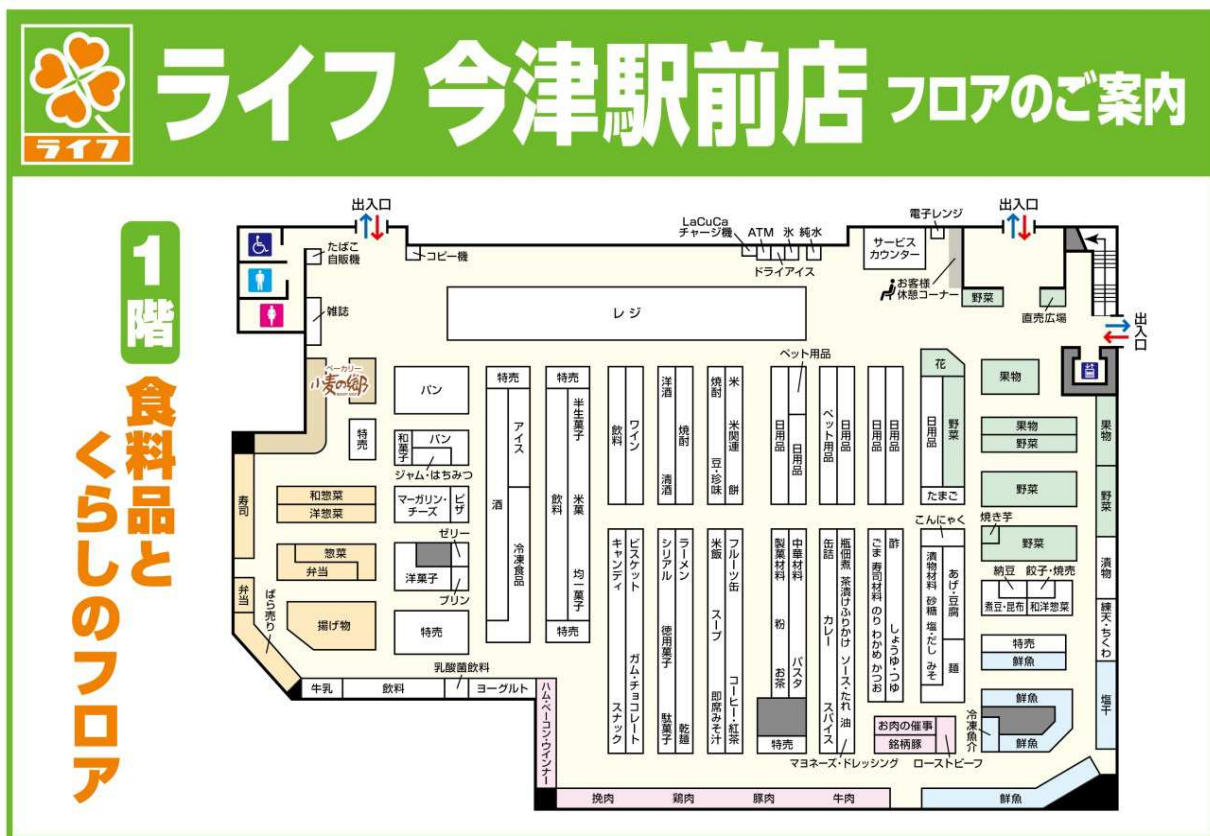 ライフ
ライフ 今津駅前店 フロアのご案内
1階
食料品と
くらしのフロア
出入口
たばこ
自販機
コピー機
雑誌
LaCuCa
チャージ機
ATM
氷
純水
ドライアイス
電子レンジ
サービス
カウンター
お客様
休憩コーナー
出入口
野菜
直売広場
出入口
レジ
ベーカリー
小麦の郷
パン
特売
和菓子
パン
ジャム・はちみつ
マーガリン・
チーズ
ピザ
ゼリー
洋菓子
プリン
特売
寿司
和惣菜
洋惣菜
惣菜
弁当
弁当
ばら売り
揚げ物
牛乳
飲料
乳酸菌飲料
ヨーグルト
ハム・ベーコン・ウインナー
特売
アイス
酒
冷凍食品
特売
半生菓子
米菓
飲料
均一菓子
特売
飲料
ワイン
洋酒
焼酎
清酒
焼酎
豆・珍味
米
米関連
餅
ペット用品
日用品
日用品
ペット用品
日用品
日用品
日用品
花
日用品
野菜
たまご
果物
果物
野菜
野菜
焼き芋
野菜
果物
野菜
漬物
練天・ちくわ
塩干
キャンディ
スナック
ビスケット
ガム・チョコレート
シリアル
徳用菓子
駄菓子
ラーメン
乾麺
米飯
スープ
即席みそ汁
フルーツ缶
コーヒー・紅茶
製菓材料
粉
お茶
中華材料
パスタ
特売
缶詰
カレー
スパイス
瓶佃煮
茶漬けふりかけ
ソース・たれ
油
マヨネーズ・ドレッシング
ごま
寿司材料
のり
わかめ
かつお
酢
しょうゆ・つゆ
こんにゃく
漬物材料
砂糖
塩・だし
みそ
あげ・豆腐
麺
納豆
餃子・焼売
煮豆・昆布
和洋惣菜
特売
鮮魚
鮮魚
冷凍魚介
鮮魚
お肉の催事
銘柄豚
ローストビーフ
挽肉
鶏肉
豚肉
牛肉
鮮魚